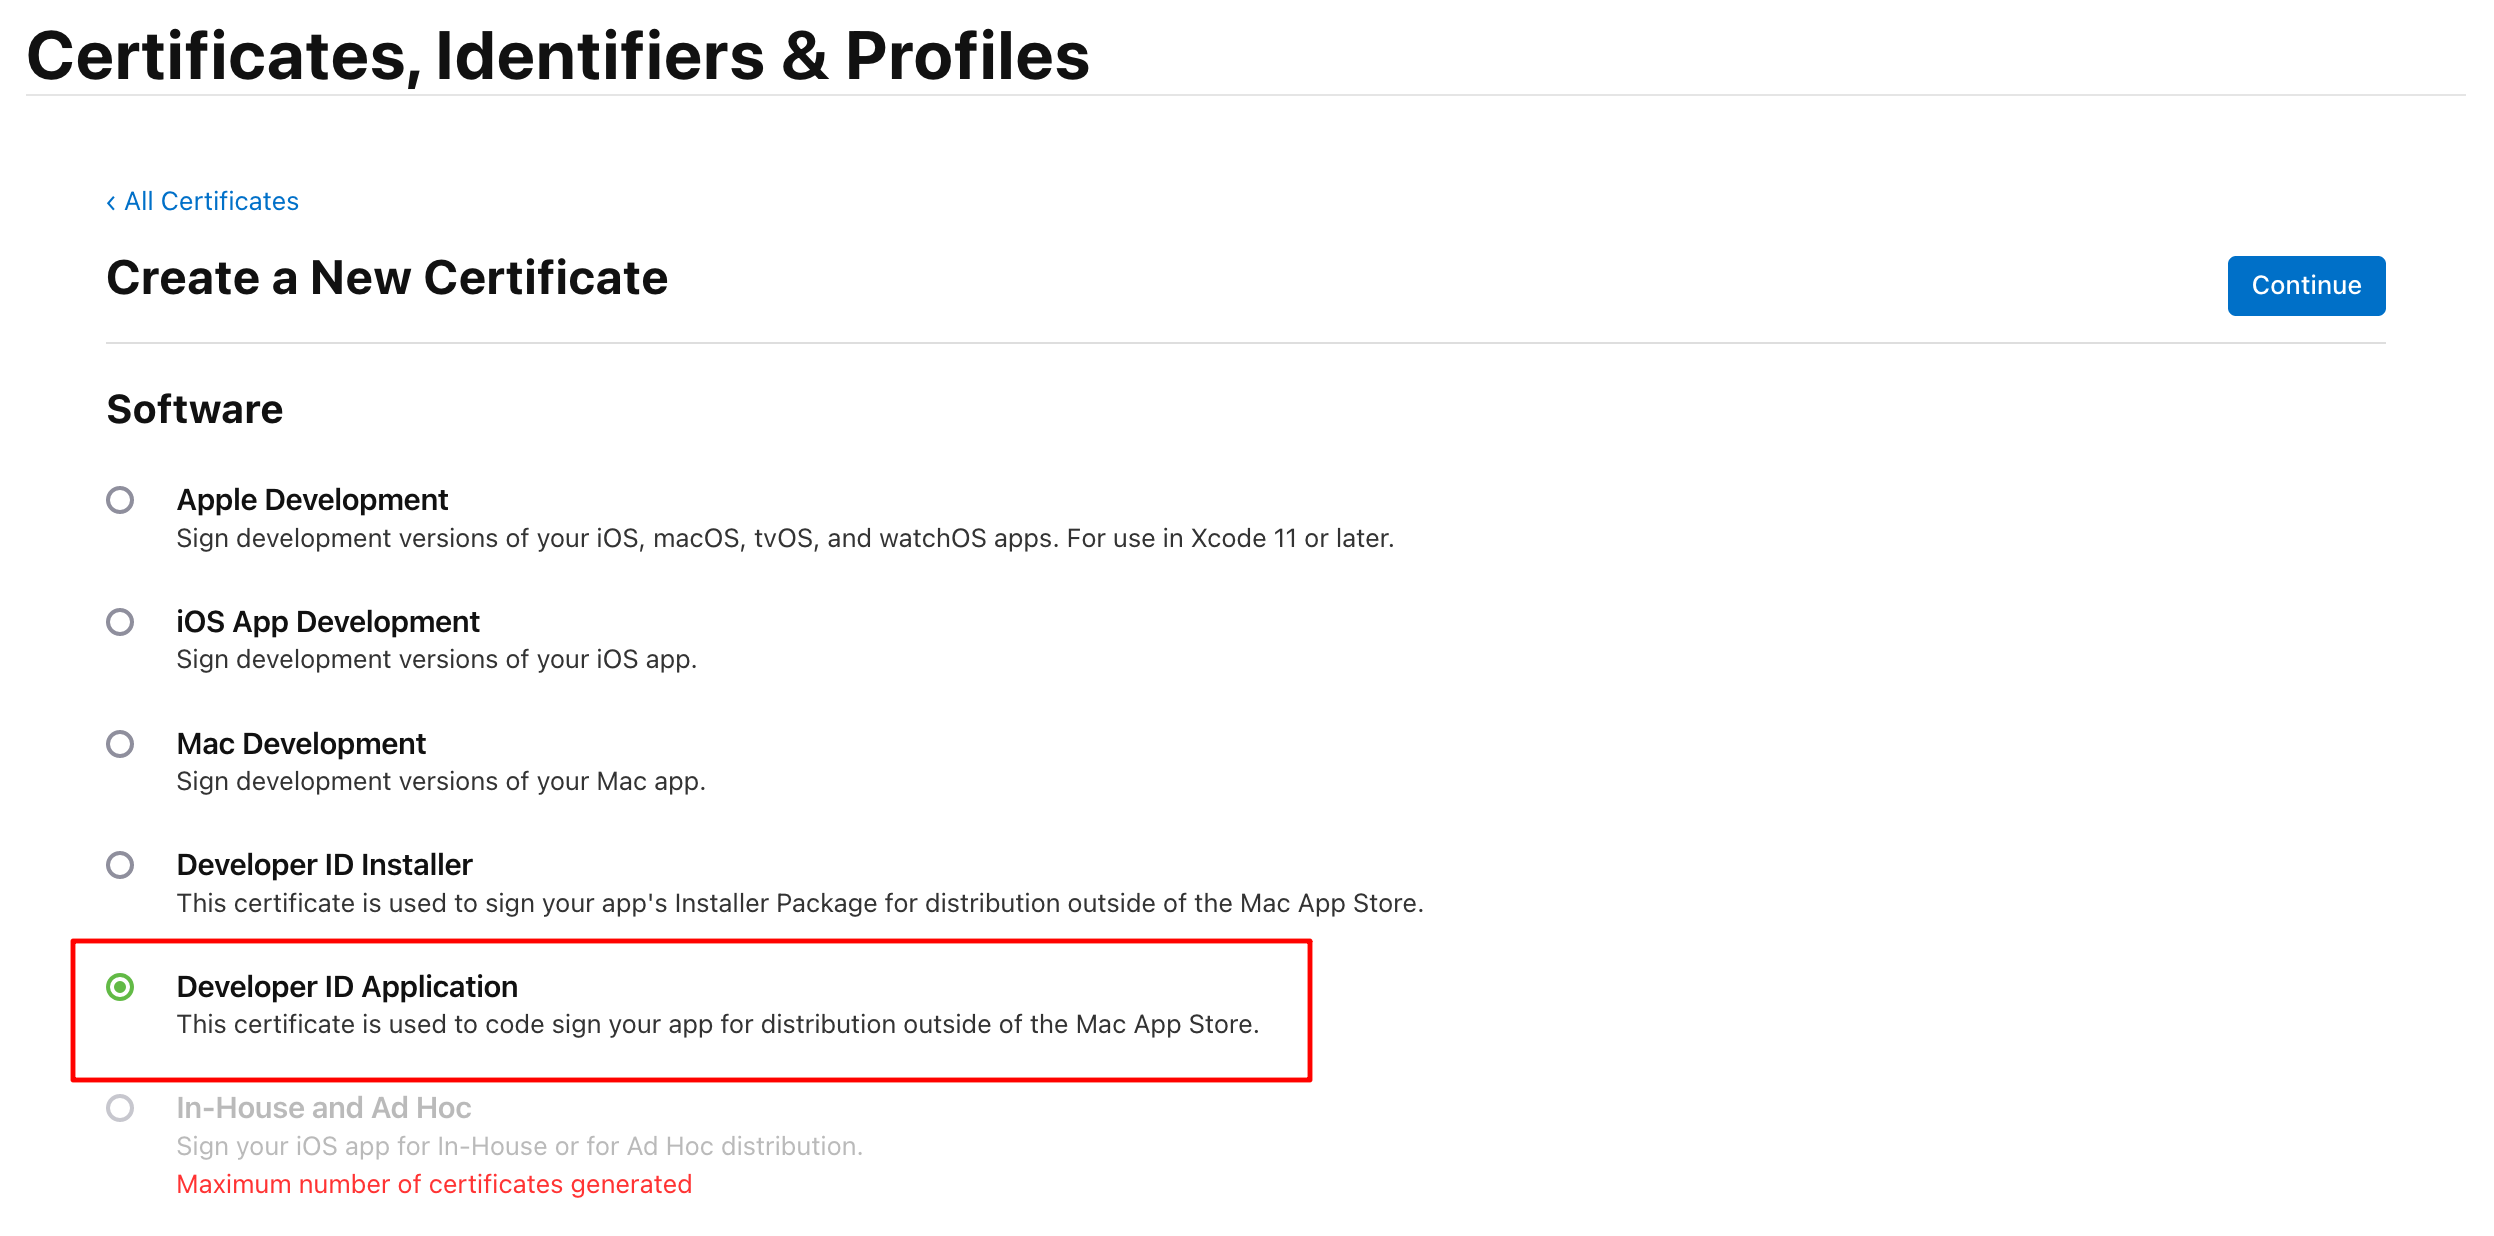 Certificates, Identifiers & Profiles
‹ All Certificates
Create a New Certificate
Continue
Software
Apple Development
Sign development versions of your iOS, macOS, tvOS, and watchOS apps. For use in Xcode 11 or later.
iOS App Development
Sign development versions of your iOS app.
Mac Development
Sign development versions of your Mac app.
Developer ID Installer
This certificate is used to sign your app's Installer Package for distribution outside of the Mac App Store.
Developer ID Application
This certificate is used to code sign your app for distribution outside of the Mac App Store.
In-House and Ad Hoc
Sign your iOS app for In-House or for Ad Hoc distribution.
Maximum number of certificates generated